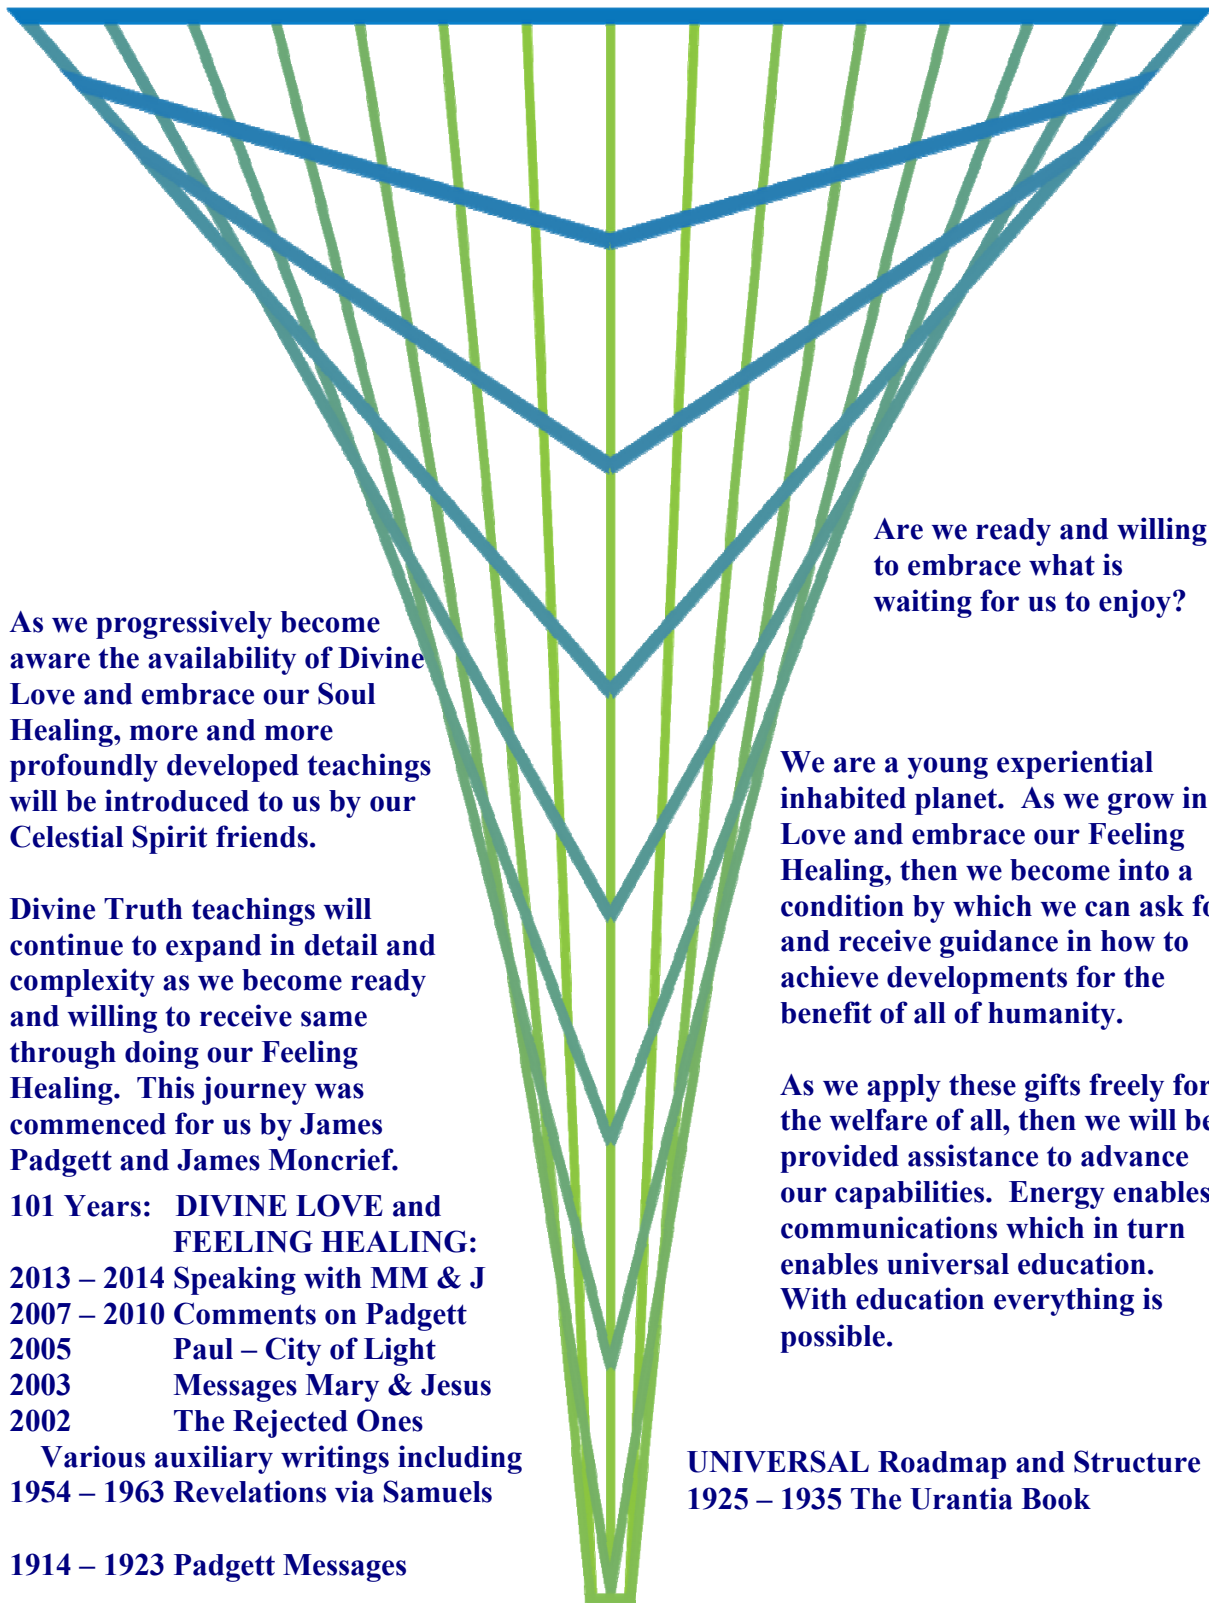 Are we ready and willing
to embrace what is
waiting for us to enjoy?
As we progressively become
aware the availability of Divine
Love and embrace our Soul
Healing, more and more
profoundly developed teachings
will be introduced to us by our
Celestial Spirit friends.
Divine Truth teachings will
continue to expand in detail and
complexity as we become ready
and willing to receive same
through doing our Feeling
Healing. This journey was
commenced for us by James
Padgett and James Moncrief.
101 Years: DIVINE LOVE and
FEELING HEALING:
2013 – 2014 Speaking with MM & J
2007 – 2010 Comments on Padgett
2005 Paul – City of Light
2003 Messages Mary & Jesus
2002 The Rejected Ones
Various auxiliary writings including
1954 – 1963 Revelations via Samuels
1914 – 1923 Padgett Messages
We are a young experiential
inhabited planet. As we grow in
Love and embrace our Feeling
Healing, then we become into a
condition by which we can ask fo
and receive guidance in how to
achieve developments for the
benefit of all of humanity.
As we apply these gifts freely for
the welfare of all, then we will be
provided assistance to advance
our capabilities. Energy enables
communications which in turn
enables universal education.
With education everything is
possible.
UNIVERSAL Roadmap and Structure
1925 – 1935 The Urantia Book